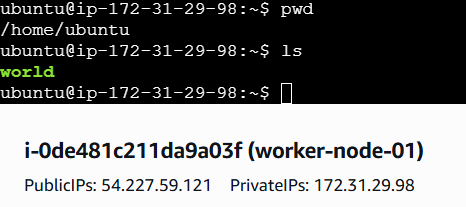 ubuntu@ip-172-31-29-98:~$ pwd
/home/ubuntu
ubuntu@ip-172-31-29-98:~$ ls
world
ubuntu@ip-172-31-29-98:~$
i-0de481c211da9a03f (worker-node-01)
PublicIPs: 54.227.59.121 PrivateIPs: 172.31.29.98